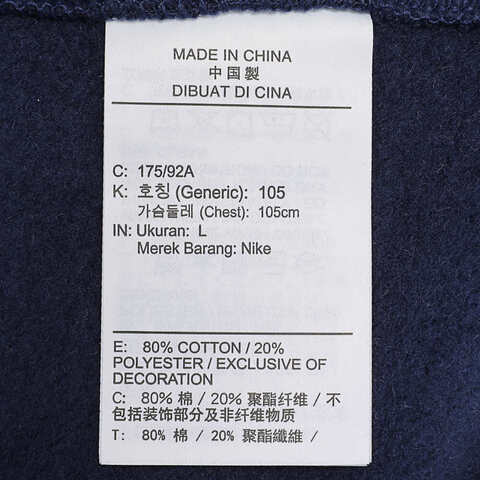 MADE IN CHINA
中国製
DIBUAT DI CINA
C: 175/92A
K: 호칭 (Generic): 105
가슴둘레 (Chest): 105cm
IN: Ukuran: L
Merek Barang: Nike
E: 80% COTTON / 20%
POLYESTER / EXCLUSIVE OF
DECORATION
C: 80% 棉 / 20% 聚酯纤维 / 不
包括装饰部分及非纤维物质
T: 80% 棉 / 20% 聚酯纖維 /